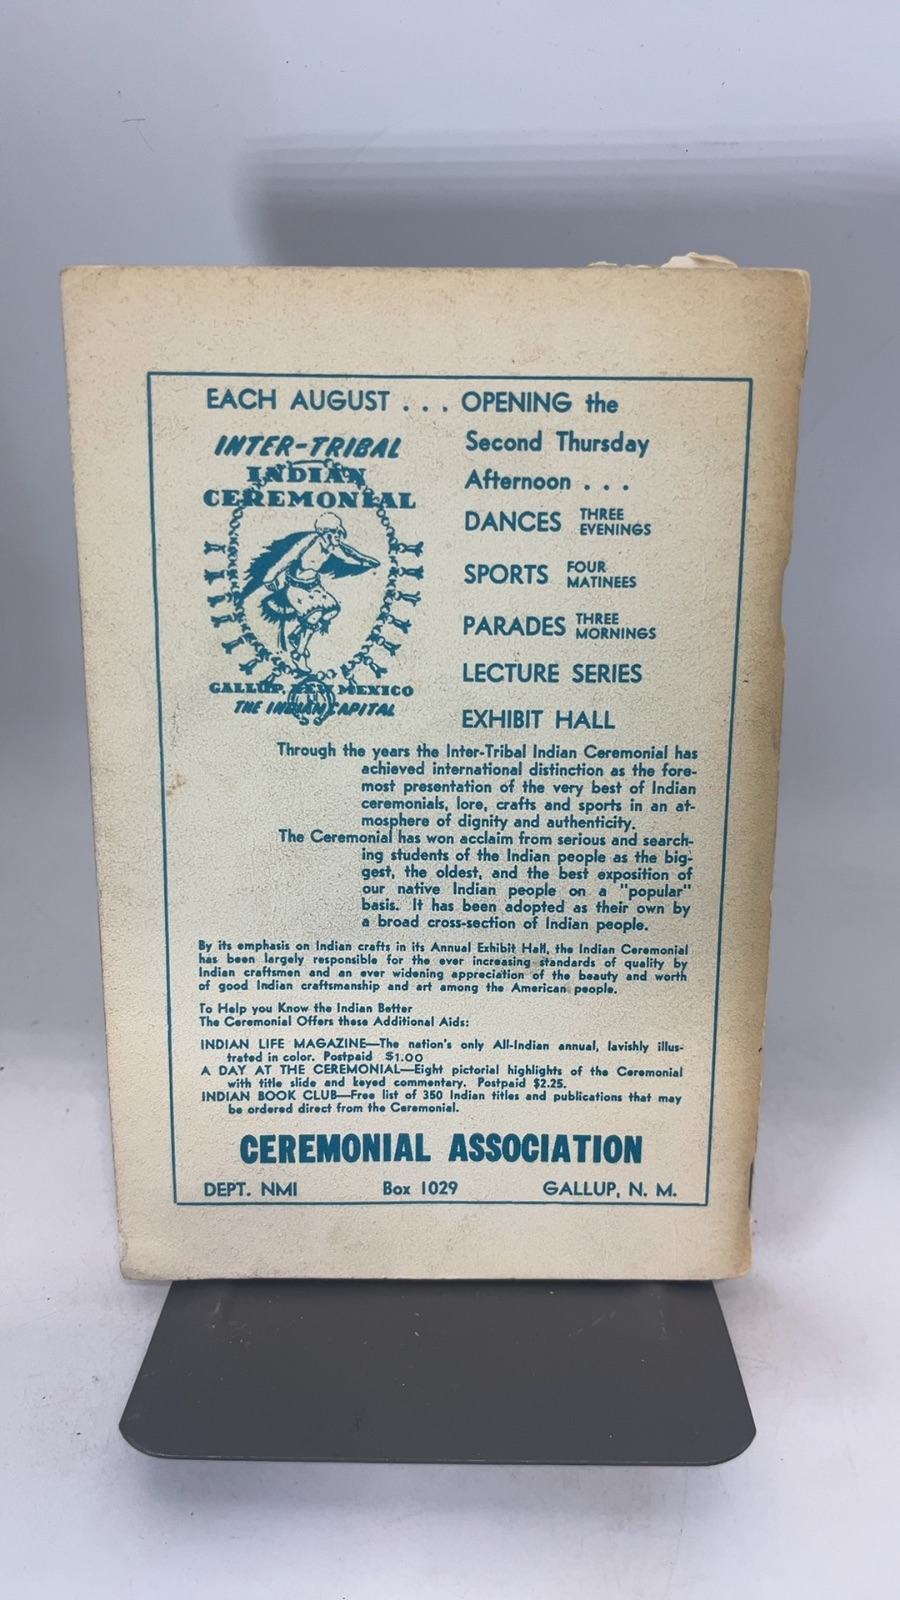 EACH AUGUST . . . OPENING the
INTER-TRIBAL
INDIAN
CEREMONIAL
GALLUP, NEW MEXICO
THE INDIAN CAPITAL
Second Thursday
Afternoon . . .
DANCES THREE EVENINGS
SPORTS FOUR MATINEES
PARADES THREE MORNINGS
LECTURE SERIES
EXHIBIT HALL
Through the years the Inter-Tribal Indian Ceremonial has
achieved international distinction as the fore-
most presentation of the very best of Indian
ceremonials, lore, crafts and sports in an at-
mosphere of dignity and authenticity.
The Ceremonial has won acclaim from serious and search-
ing students of the Indian people as the big-
gest, the oldest, and the best exposition of
our native Indian people on a "popular"
basis. It has been adopted as their own by
a broad cross-section of Indian people.
By its emphasis on Indian crafts in its Annual Exhibit Hall, the Indian Ceremonial
has been largely responsible for the ever increasing standards of quality by
Indian craftsmen and an ever widening appreciation of the beauty and worth
of good Indian craftsmanship and art among the American people.
To Help you Know the Indian Better
The Ceremonial Offers these Additional Aids:
INDIAN LIFE MAGAZINE—The nation's only All-Indian annual, lavishly illus-
trated in color. Postpaid $1.00
A DAY AT THE CEREMONIAL—Eight pictorial highlights of the Ceremonial
with title slide and keyed commentary. Postpaid $2.25.
INDIAN BOOK CLUB—Free list of 350 Indian titles and publications that may
be ordered direct from the Ceremonial.
CEREMONIAL ASSOCIATION
DEPT. NMI Box 1029 GALLUP, N. M.